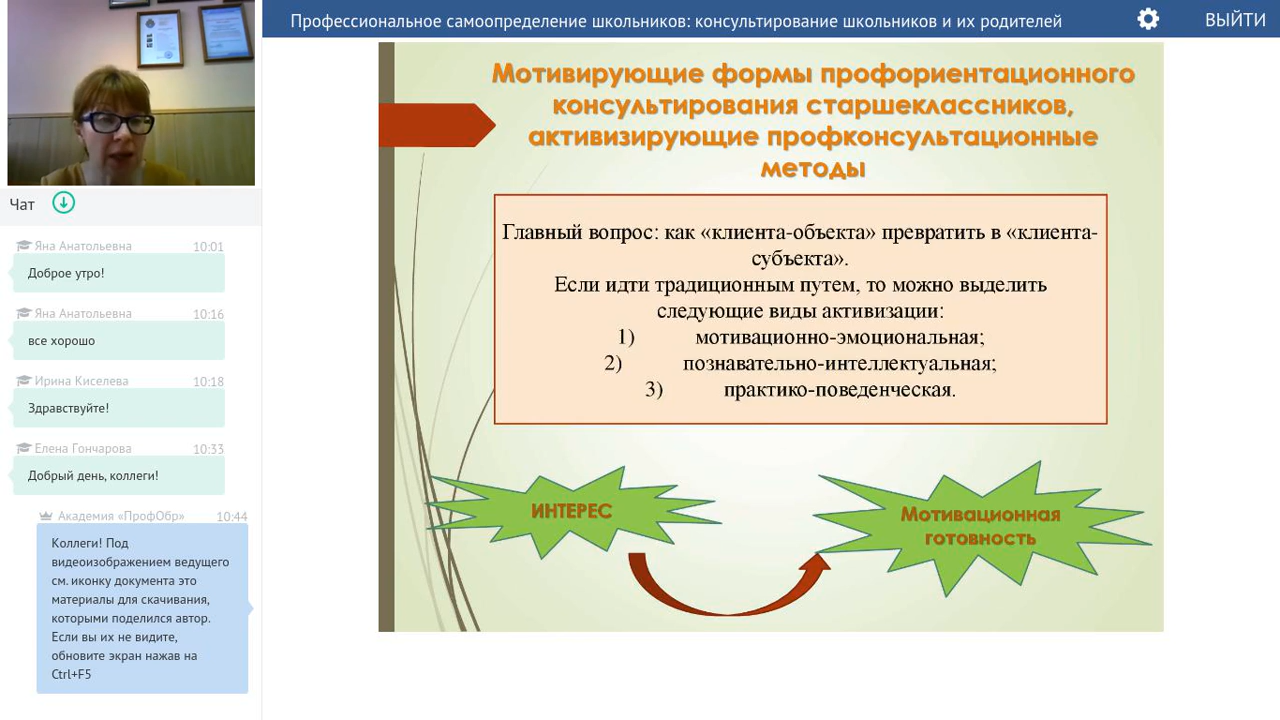 Профессиональное самоопределение школьников: консультирование школьников и их родителей
ВЫЙТИ
Чат
Яна Анатольевна 10:01
Доброе утро!
Яна Анатольевна 10:16
все хорошо
Ирина Киселева 10:18
Здравствуйте!
Елена Гончарова 10:33
Добрый день, коллеги!
Академия «ПрофОбр» 10:44
Коллеги! Под
видеоизображением ведущего
см. иконку документа это
материалы для скачивания,
которыми поделился автор.
Если вы их не видите,
обновите экран нажав на
Ctrl+F5
Мотивирующие формы профориентационного
консультирования старшеклассников,
активизирующие профконсультационные
методы
Главный вопрос: как «клиента-объекта» превратить в «клиента-
субъекта».
Если идти традиционным путем, то можно выделить
следующие виды активизации:
1) мотивационно-эмоциональная;
2) познавательно-интеллектуальная;
3) практико-поведенческая.
ИНТЕРЕС
Мотивационная
готовность